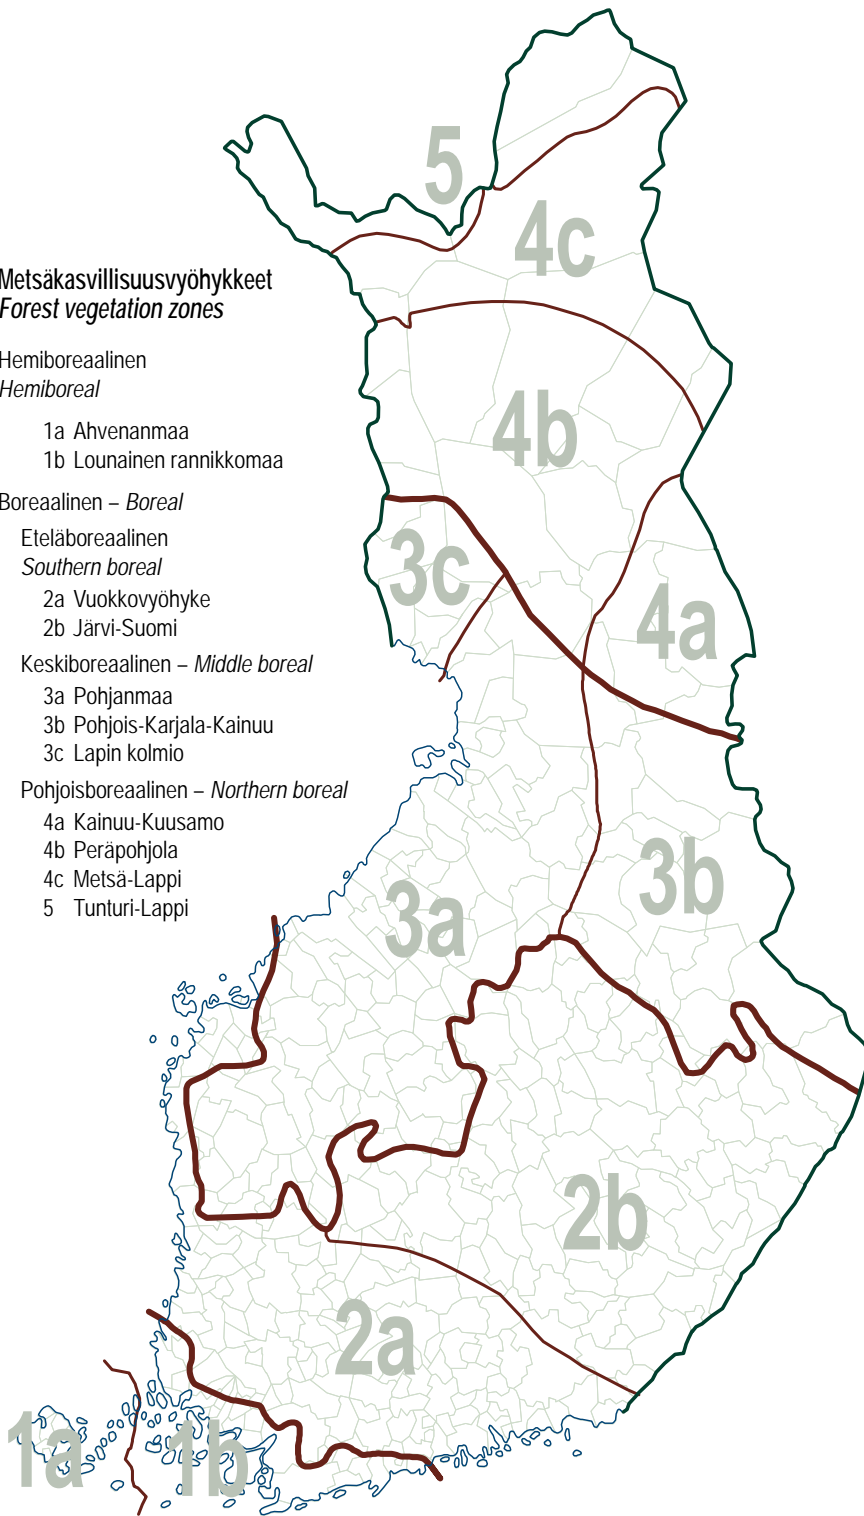 Metsäkasvillisuusvyöhykkeet
Forest vegetation zones
Hemiboreaalinen
Hemiboreal
1a Ahvenanmaa
1b Lounainen rannikkomaa
Boreaalinen – Boreal
Eteläboreaalinen
Southern boreal
2a Vuokkovyöhyke
2b Järvi-Suomi
Keskiboreaalinen – Middle boreal
3a Pohjanmaa
3b Pohjois-Karjala-Kainuu
3c Lapin kolmio
Pohjoisboreaalinen – Northern boreal
4a Kainuu-Kuusamo
4b Peräpohjola
4c Metsä-Lappi
5 Tunturi-Lappi
5
4c
4b
3c
4a
3b
3a
2b
2a
1a
1b